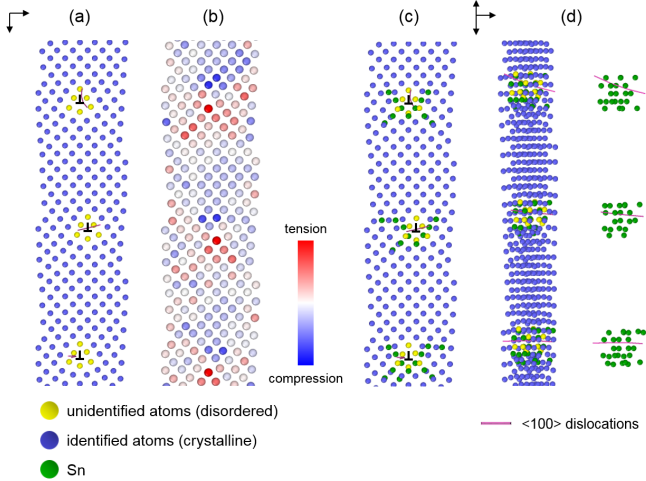 (a)
(b)
(c)
(d)
tension
compression
unidentified atoms (disordered)
identified atoms (crystalline)
Sn
<100> dislocations